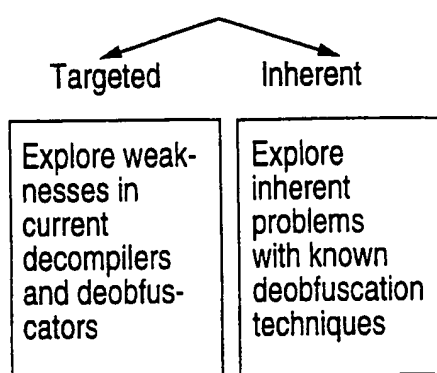 Targeted Inherent
Explore weak-
nesses in
current
decompilers
and deobfus-
cators
Explore
inherent
problems
with known
deobfuscation
techniques